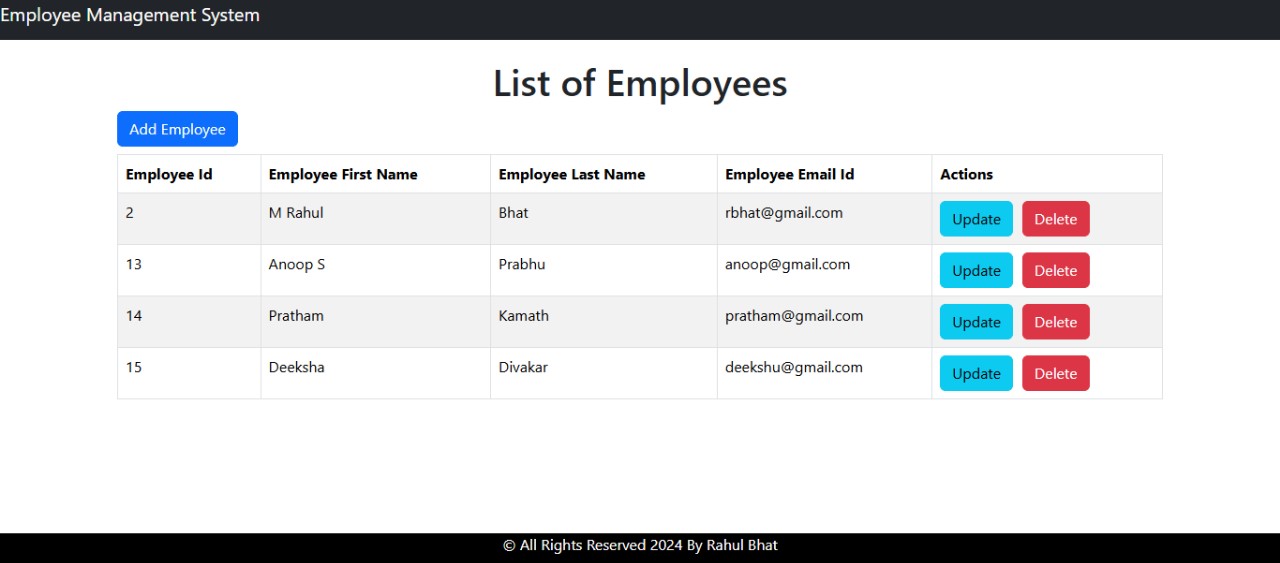 Employee Management System
List of Employees
Add Employee
Employee Id Employee First Name Employee Last Name Employee Email Id Actions
2 M Rahul Bhat rbhat@gmail.com Update Delete
13 Anoop S Prabhu anoop@gmail.com Update Delete
14 Pratham Kamath pratham@gmail.com Update Delete
15 Deeksha Divakar deekshu@gmail.com Update Delete
© All Rights Reserved 2024 By Rahul Bhat